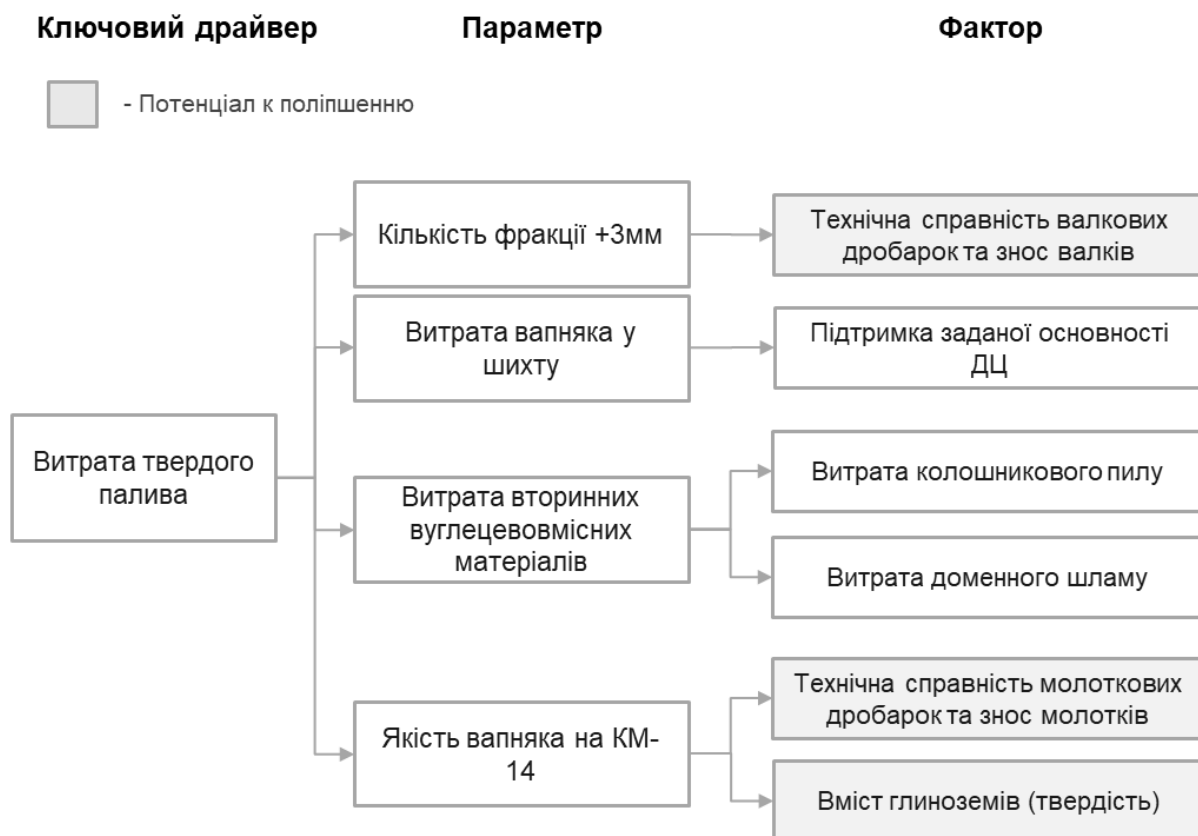 Ключовий драйвер
Параметр
Фактор
- Потенціал к поліпшенню
Кількість фракції +3мм
Технічна справність валкових
дробарок та знос валків
Витрата вапняка у
шихту
Підтримка заданої основності
ДЦ
Витрата твердого
палива
Витрата вторинних
вуглецевовмісних
матеріалів
Витрата колошникового пилу
Витрата доменного шламу
Якість вапняка на КМ-
14
Технічна справність молоткових
дробарок та знос молотків
Вміст глиноземів (твердість)